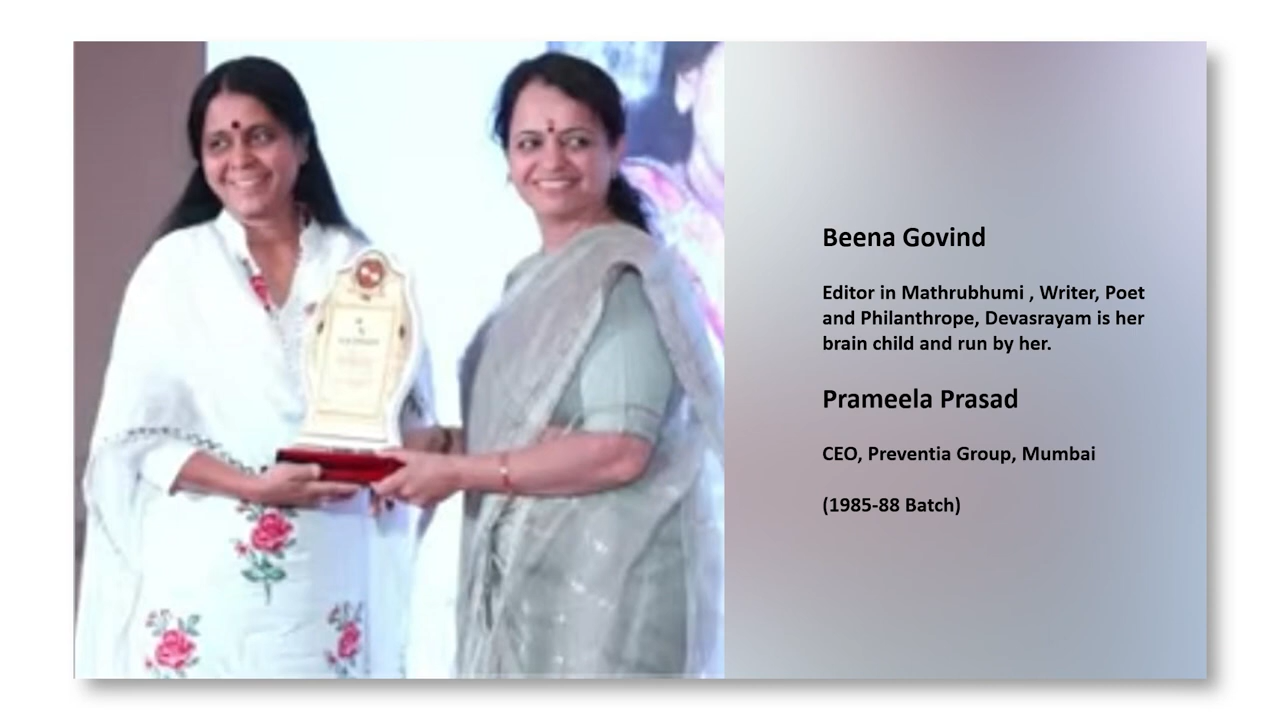 Beena Govind
Editor in Mathrubhumi , Writer, Poet
and Philanthrope, Devasrayam is her
brain child and run by her.
Prameela Prasad
CEO, Preventia Group, Mumbai
(1985-88 Batch)